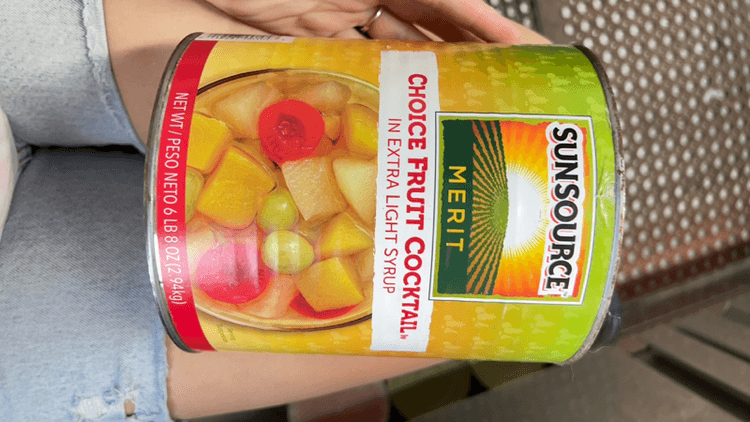 SUNSOURCE
MERIT
CHOICE FRUIT COCKTAIL
IN EXTRA LIGHT SYRUP
NET WT / PESO NETO 6 LB 8 OZ (2.94kg)